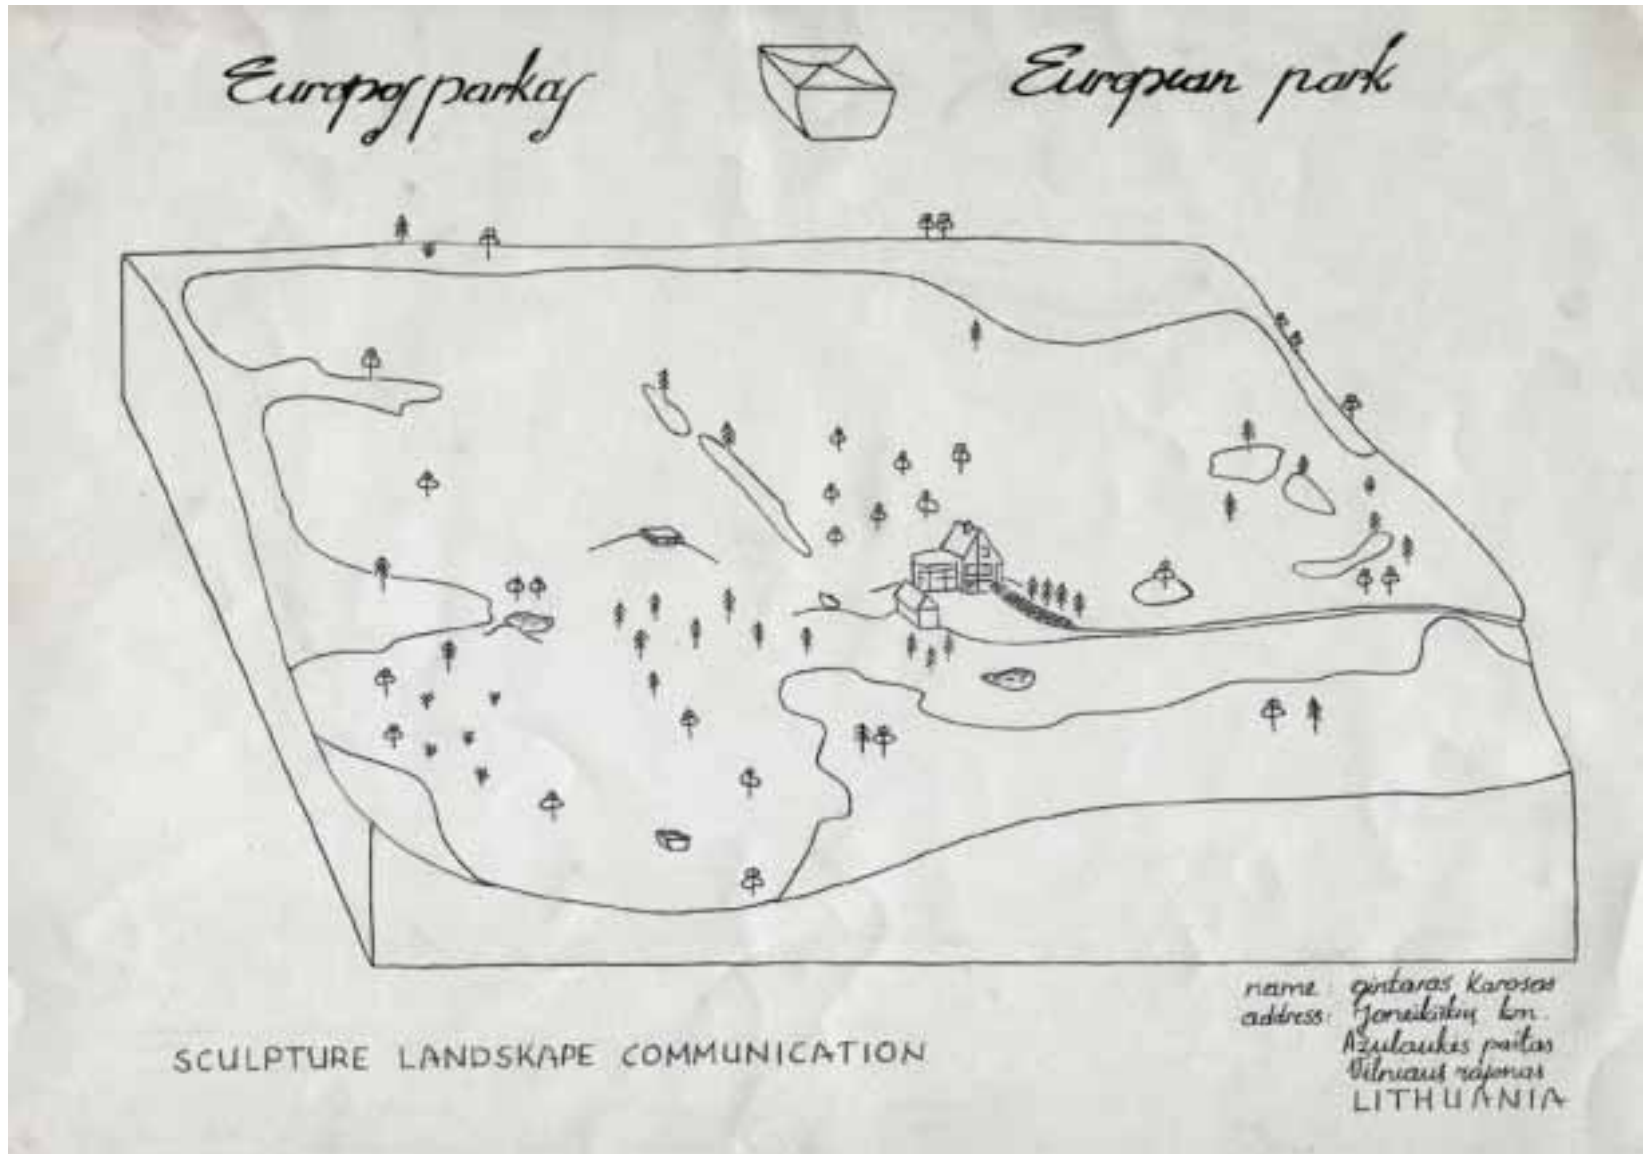 Europos parkas
European park
name: gintaras Karosas
address: Joneikiškių km.
Ažulaukės paštas
Vilniaus rajonas
LITHUANIA
SCULPTURE LANDSKAPE COMMUNICATION